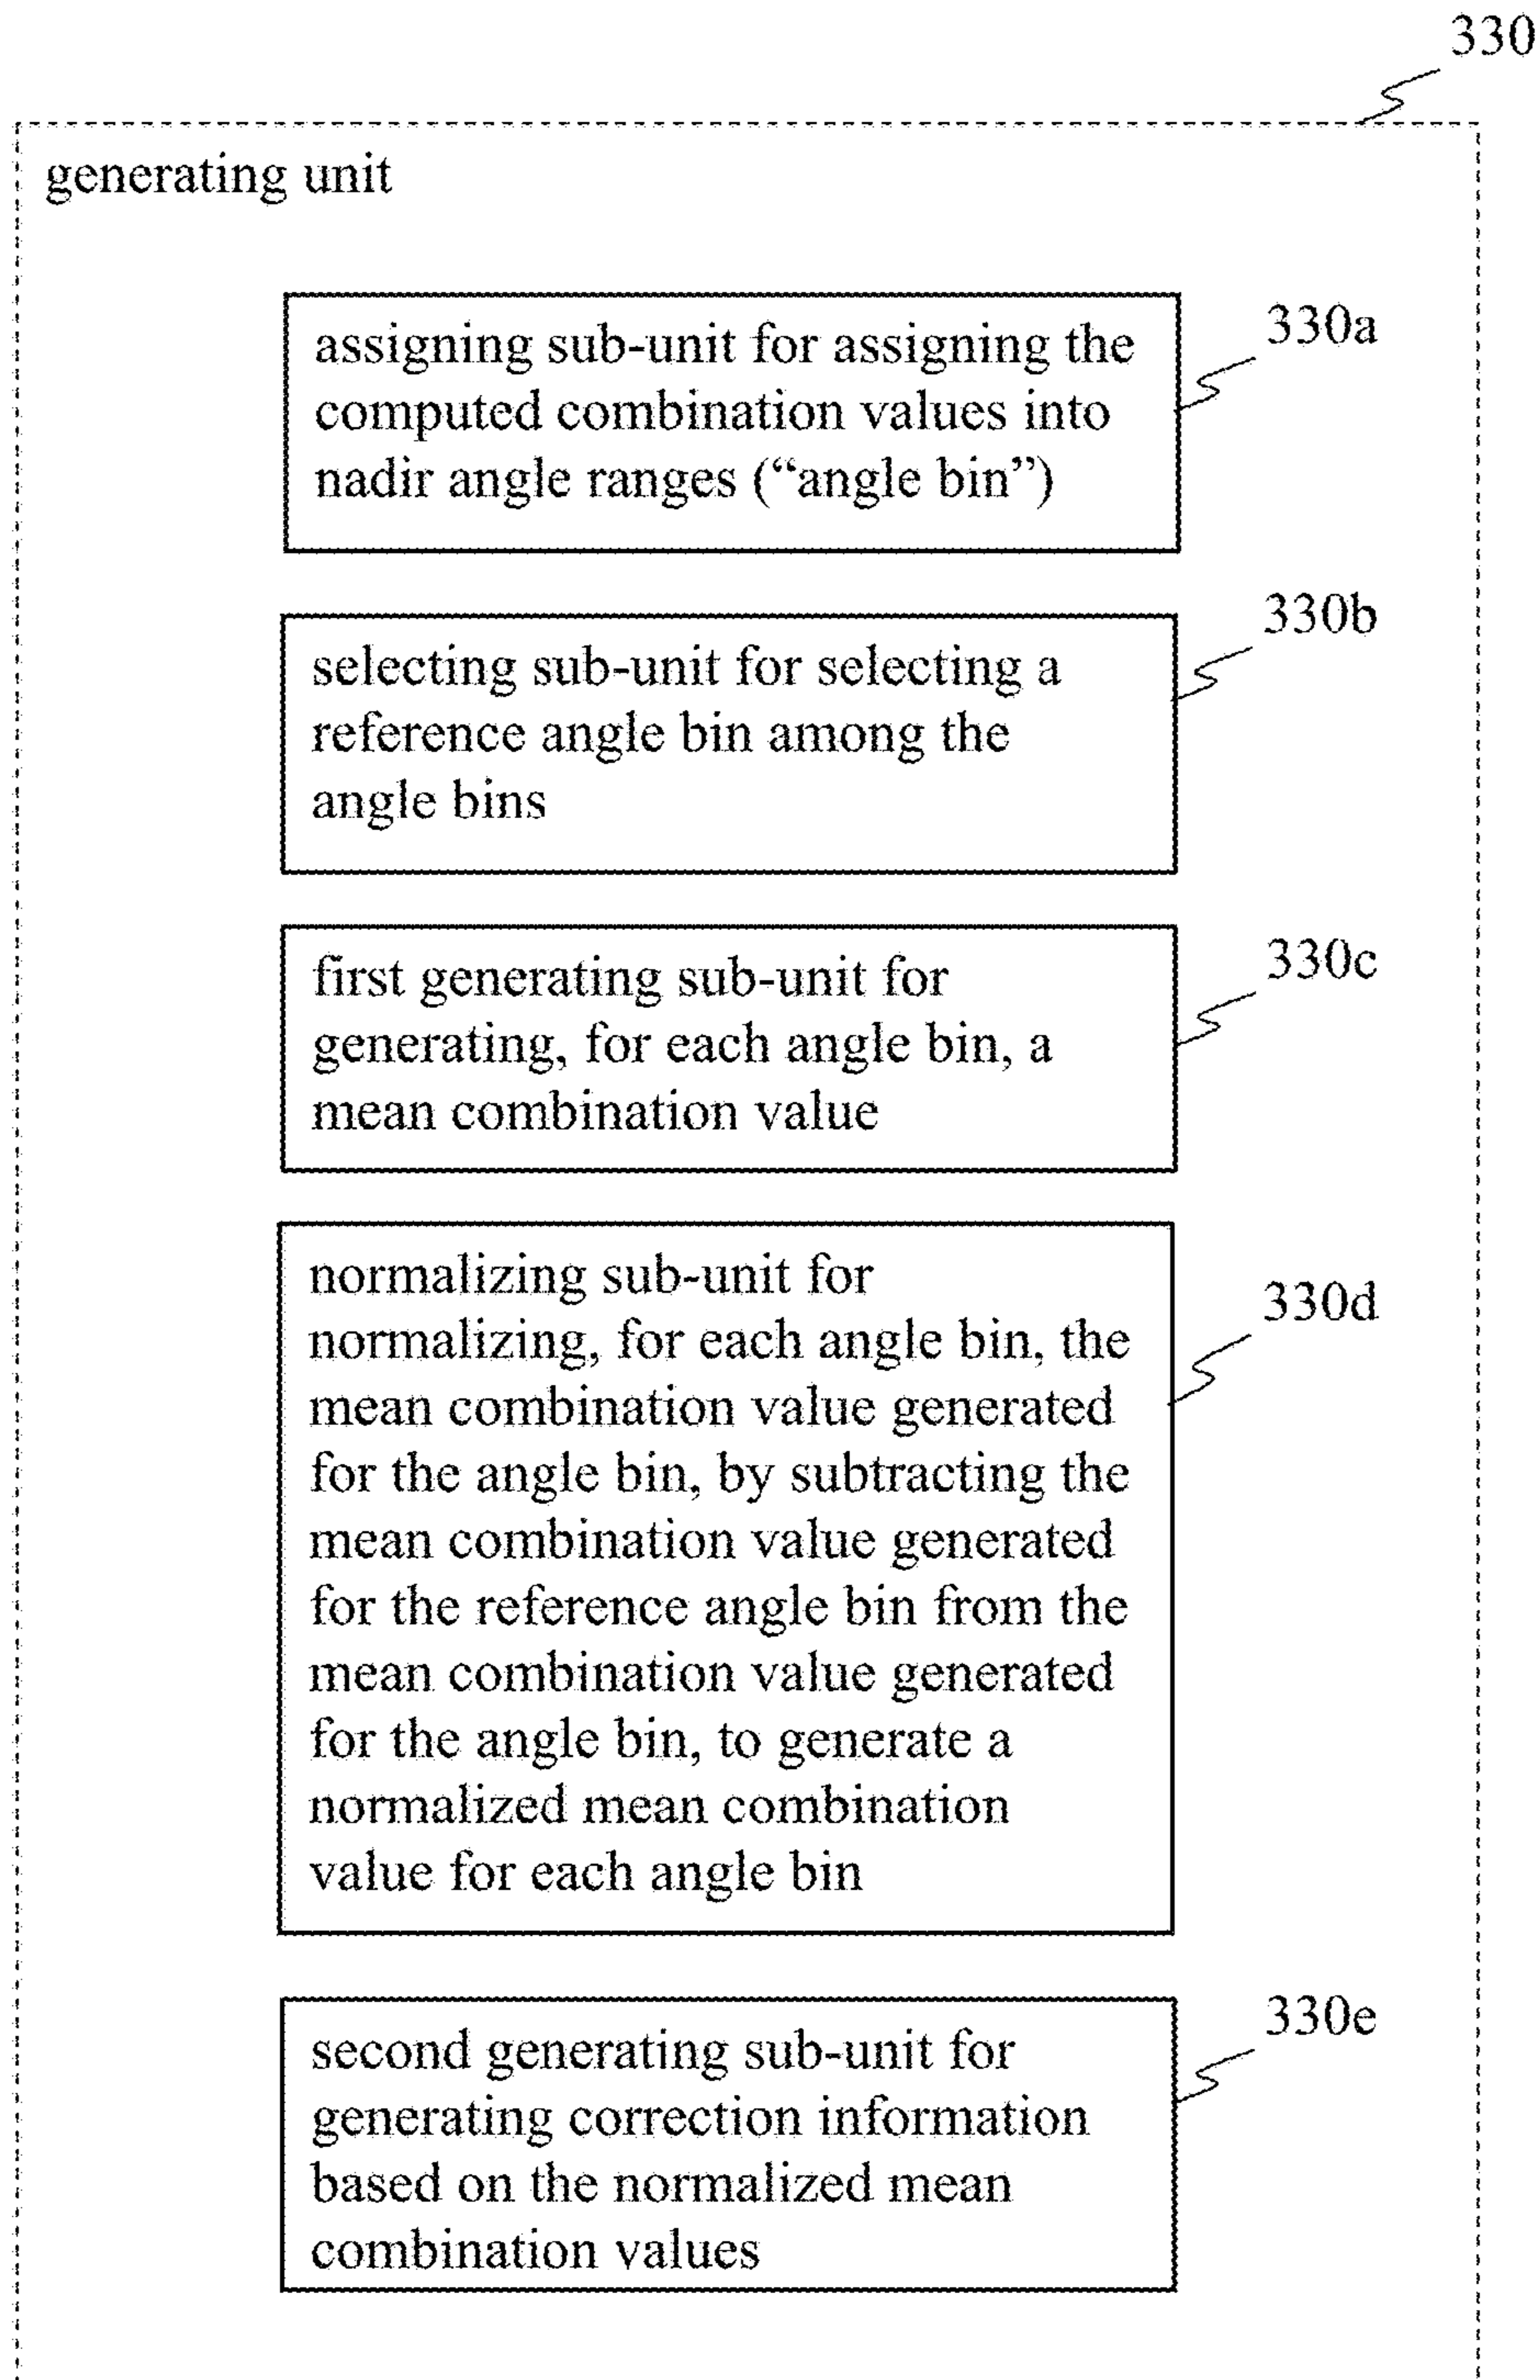 330
generating unit
assigning sub-unit for assigning the
computed combination values into
nadir angle ranges (“angle bin”)
330a
selecting sub-unit for selecting a
reference angle bin among the
angle bins
330b
first generating sub-unit for
generating, for each angle bin, a
mean combination value
330c
normalizing sub-unit for
normalizing, for each angle bin, the
mean combination value generated
for the angle bin, by subtracting the
mean combination value generated
for the reference angle bin from the
mean combination value generated
for the angle bin, to generate a
normalized mean combination
value for each angle bin
330d
second generating sub-unit for
generating correction information
based on the normalized mean
combination values
330e